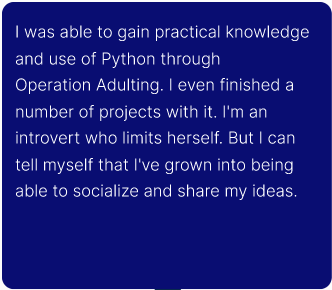 I was able to gain practical knowledge
and use of Python through
Operation Adulting. I even finished a
number of projects with it. I'm an
introvert who limits herself. But I can
tell myself that I've grown into being
able to socialize and share my ideas.